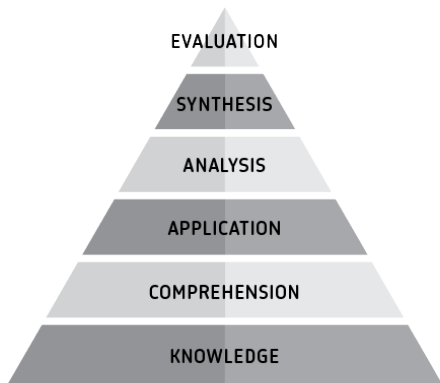 EVALUATION
SYNTHESIS
ANALYSIS
APPLICATION
COMPREHENSION
KNOWLEDGE